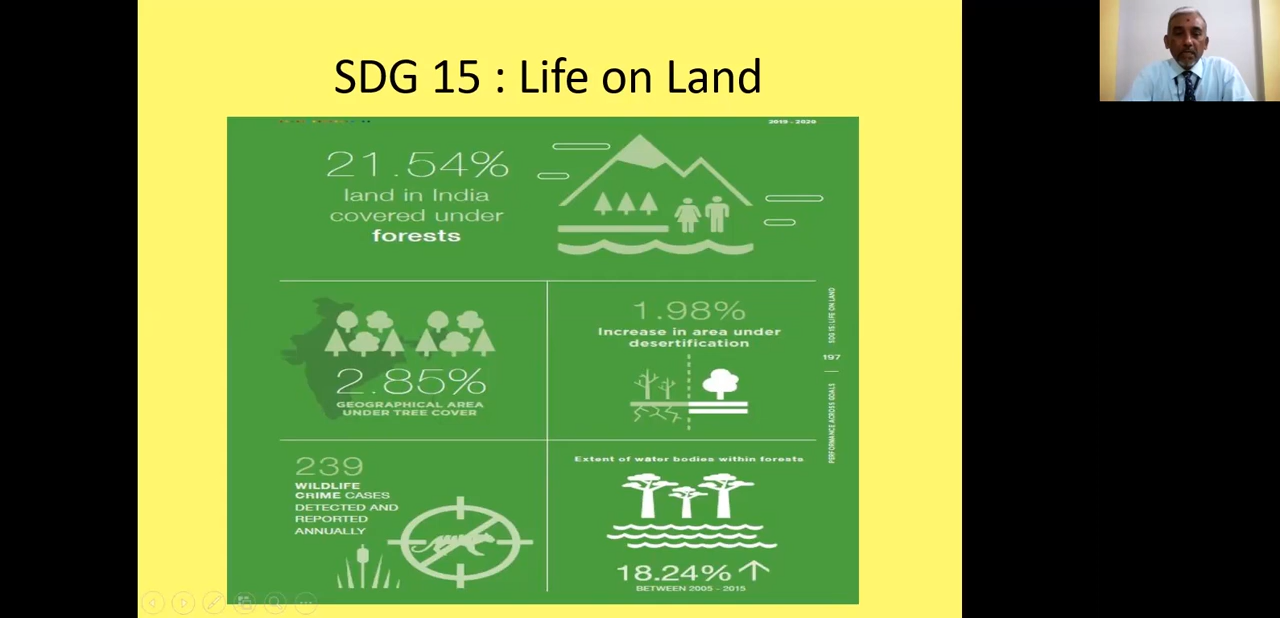 SDG 15 : Life on Land
2019 - 2020
21.54%
land in India
covered under
forests
2.85%
GEOGRAPHICAL AREA
UNDER TREE COVER
1.98%
Increase in area under
desertification
SDG 15: LIFE ON LAND
197
PERFORMANCE ACROSS GOALS
239
WILDLIFE
CRIME CASES
DETECTED AND
REPORTED
ANNUALLY
Extent of water bodies within forests
18.24%
BETWEEN 2005 - 2015